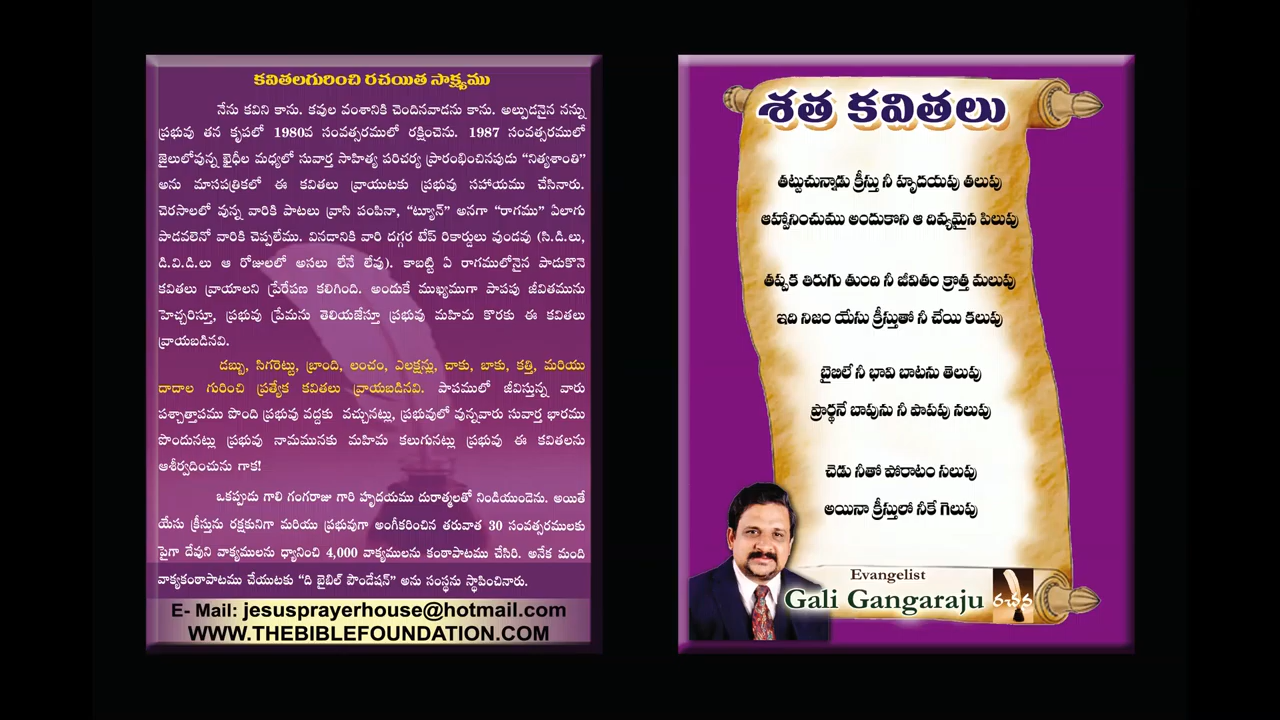 కవితలగురించి రచయిత సాక్ష్యము
నేను కవిని కాను. కవుల వంశానికి చెందినవాడను కాను. అల్పుడనైన నన్ను
ప్రభువు తన కృపలో 1980వ సంవత్సరములో రక్షించెను. 1987 సంవత్సరములో
జైలులోవున్న ఖైధీల మధ్యలో సువార్త సాహిత్య పరిచర్య ప్రారంభించినపుడు “నిత్యశాంతి”
అను మాసపత్రికలో ఈ కవితలు వ్రాయుటకు ప్రభువు సహాయము చేసినారు.
చెరసాలలో వున్న వారికి పాటలు వ్రాసి పంపినా, “ట్యూన్” అనగా “రాగము” ఏలాగు
పాడవలెనో వారికి చెప్పలేము. వినడానికి వారి దగ్గర టేప్ రికార్డులు వుండవు (సి.డి.లు,
డి.వి.డి.లు ఆ రోజులలో అసలు లేనే లేవు). కాబట్టి ఏ రాగములోనైన పాడుకొనె
కవితలు వ్రాయాలని ప్రేరేపణ కలిగింది. అందుకే ముఖ్యముగా పాపపు జీవితమును
హెచ్చరిస్తూ, ప్రభువు ప్రేమను తెలియజేస్తూ ప్రభువు మహిమ కొరకు ఈ కవితలు
వ్రాయబడినవి.
డబ్బు, సిగరెట్టు, బ్రాంది, లంచం, ఎలక్షన్లు, చాకు, బాకు, కత్తి, మరియు
దాదాల గురించి ప్రత్యేక కవితలు వ్రాయబడినవి. పాపములో జీవిస్తున్న వారు
పశ్చాత్తాపము పొంది ప్రభువు వద్దకు వచ్చునట్లు, ప్రభువులో వున్నవారు సువార్త భారము
పొందునట్లు ప్రభువు నామమునకు మహిమ కలుగునట్లు ప్రభువు ఈ కవితలను
ఆశీర్వదించును గాక!
ఒకప్పుడు గాలి గంగరాజు గారి హృదయము దురాత్మలతో నిండియుండెను. అయితే
యేసు క్రీస్తును రక్షకునిగా మరియు ప్రభువుగా అంగీకరించిన తరువాత 30 సంవత్సరములకు
పైగా దేవుని వాక్యములను ధ్యానించి 4,000 వాక్యములను కంఠాపాటము చేసిరి. అనేక మంది
వాక్యకంఠాపాటము చేయుటకు “ది బైబిల్ పౌండేషన్” అను సంస్థను స్థాపించినారు.
E- Mail: jesusprayerhouse@hotmail.com
WWW.THEBIBLEFOUNDATION.COM
శత కవితలు
తట్టుచున్నాడు క్రీస్తు నీ హృదయపు తలుపు
ఆహ్వానించుము అందుకొని ఆ దివ్యమైన పిలుపు
తప్పక తిరుగు తుంది నీ జీవితం క్రొత్త మలుపు
ఇది నిజం యేసు క్రీస్తుతో నీ చేయి కలుపు
బైబిలే నీ భావి బాటను తెలుపు
ప్రార్థనే బాపును నీ పాపపు నలుపు
చెడు నీతో పోరాటం సలుపు
అయినా క్రీస్తులో నీకే గెలుపు
Evangelist
Gali Gangaraju రచన